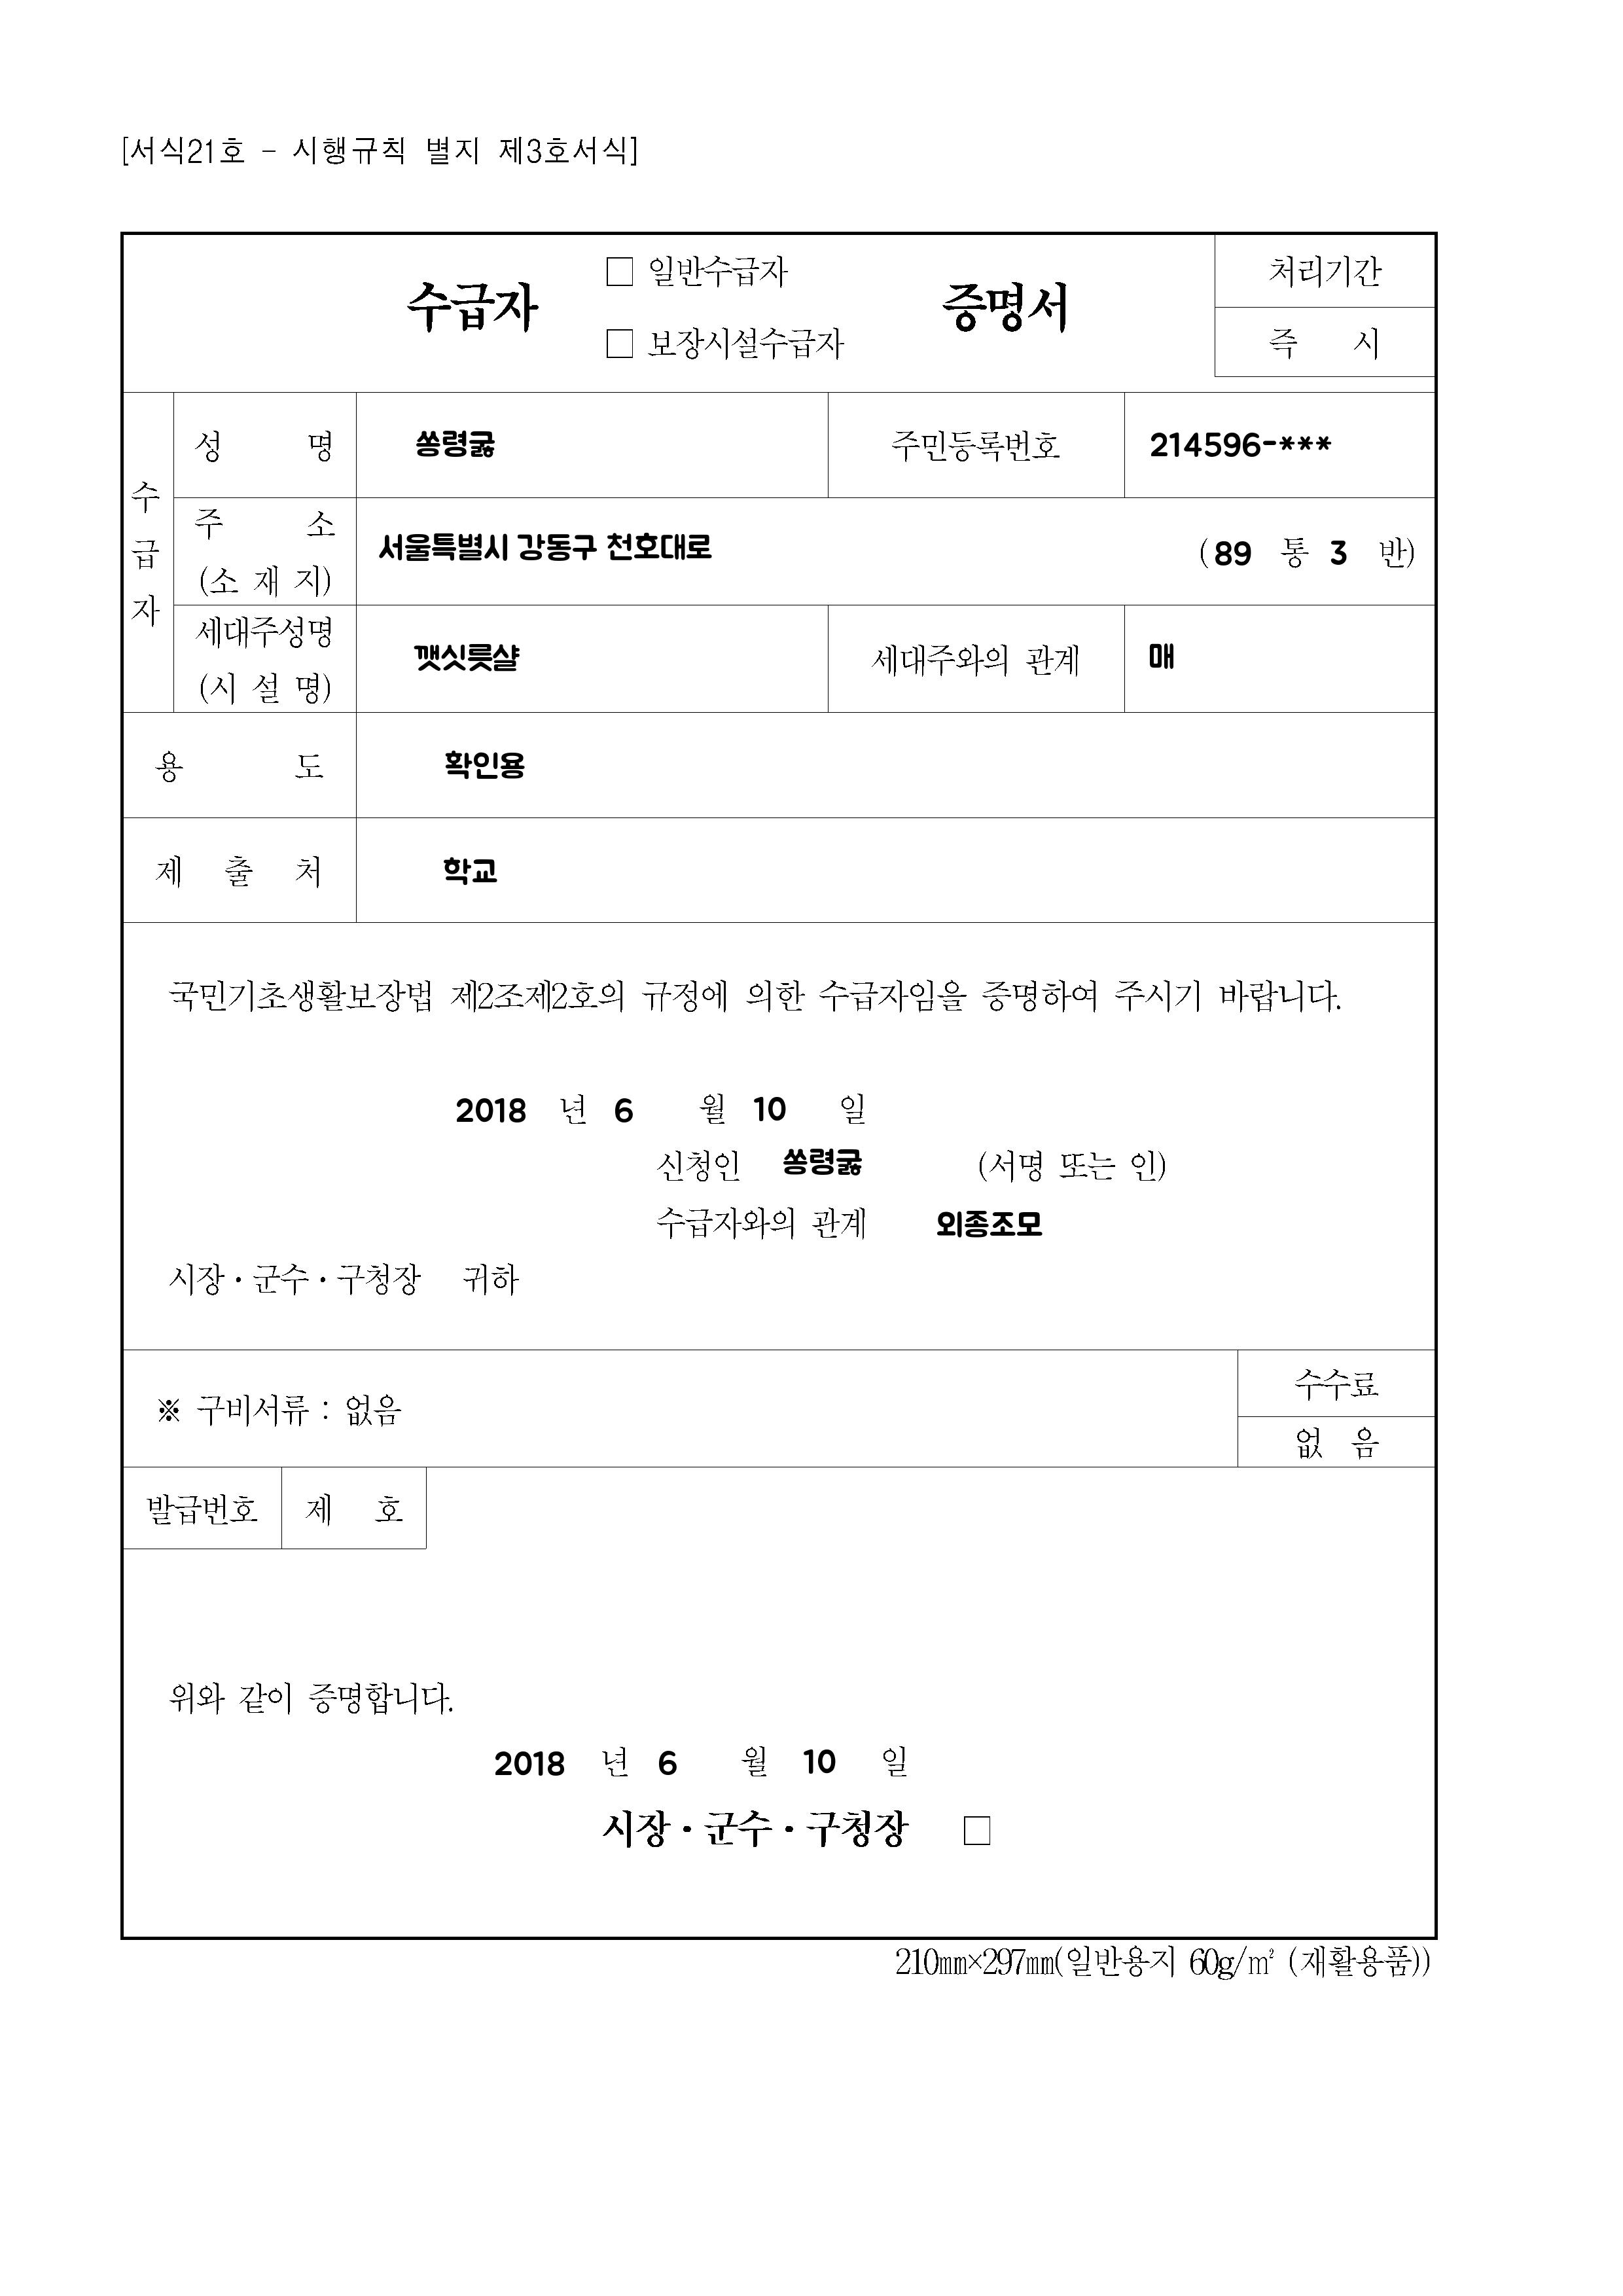 [서식21호 - 시행규칙 별지 제3호서식]
수급자 □ 일반수급자 □ 보장시설수급자 증명서
처리기간
즉 시
수급자
성 명 쏭령굻 주민등록번호 214596-***
주 소 (소 재 지) 서울특별시 강동구 천호대로 (89 통 3 반)
세대주성명 (시 설 명) 깻싯릇샬 세대주와의 관계 매
용 도 확인용
제 출 처 학교
국민기초생활보장법 제2조제2호의 규정에 의한 수급자임을 증명하여 주시기 바랍니다.
2018 년 6 월 10 일
신청인 쏭령굻 (서명 또는 인)
수급자와의 관계 외종조모
시장·군수·구청장 귀하
※ 구비서류 : 없음
수수료
없 음
발급번호 제 호
위와 같이 증명합니다.
2018 년 6 월 10 일
시장·군수·구청장 □
210㎜×297㎜(일반용지 60g/㎡ (재활용품))